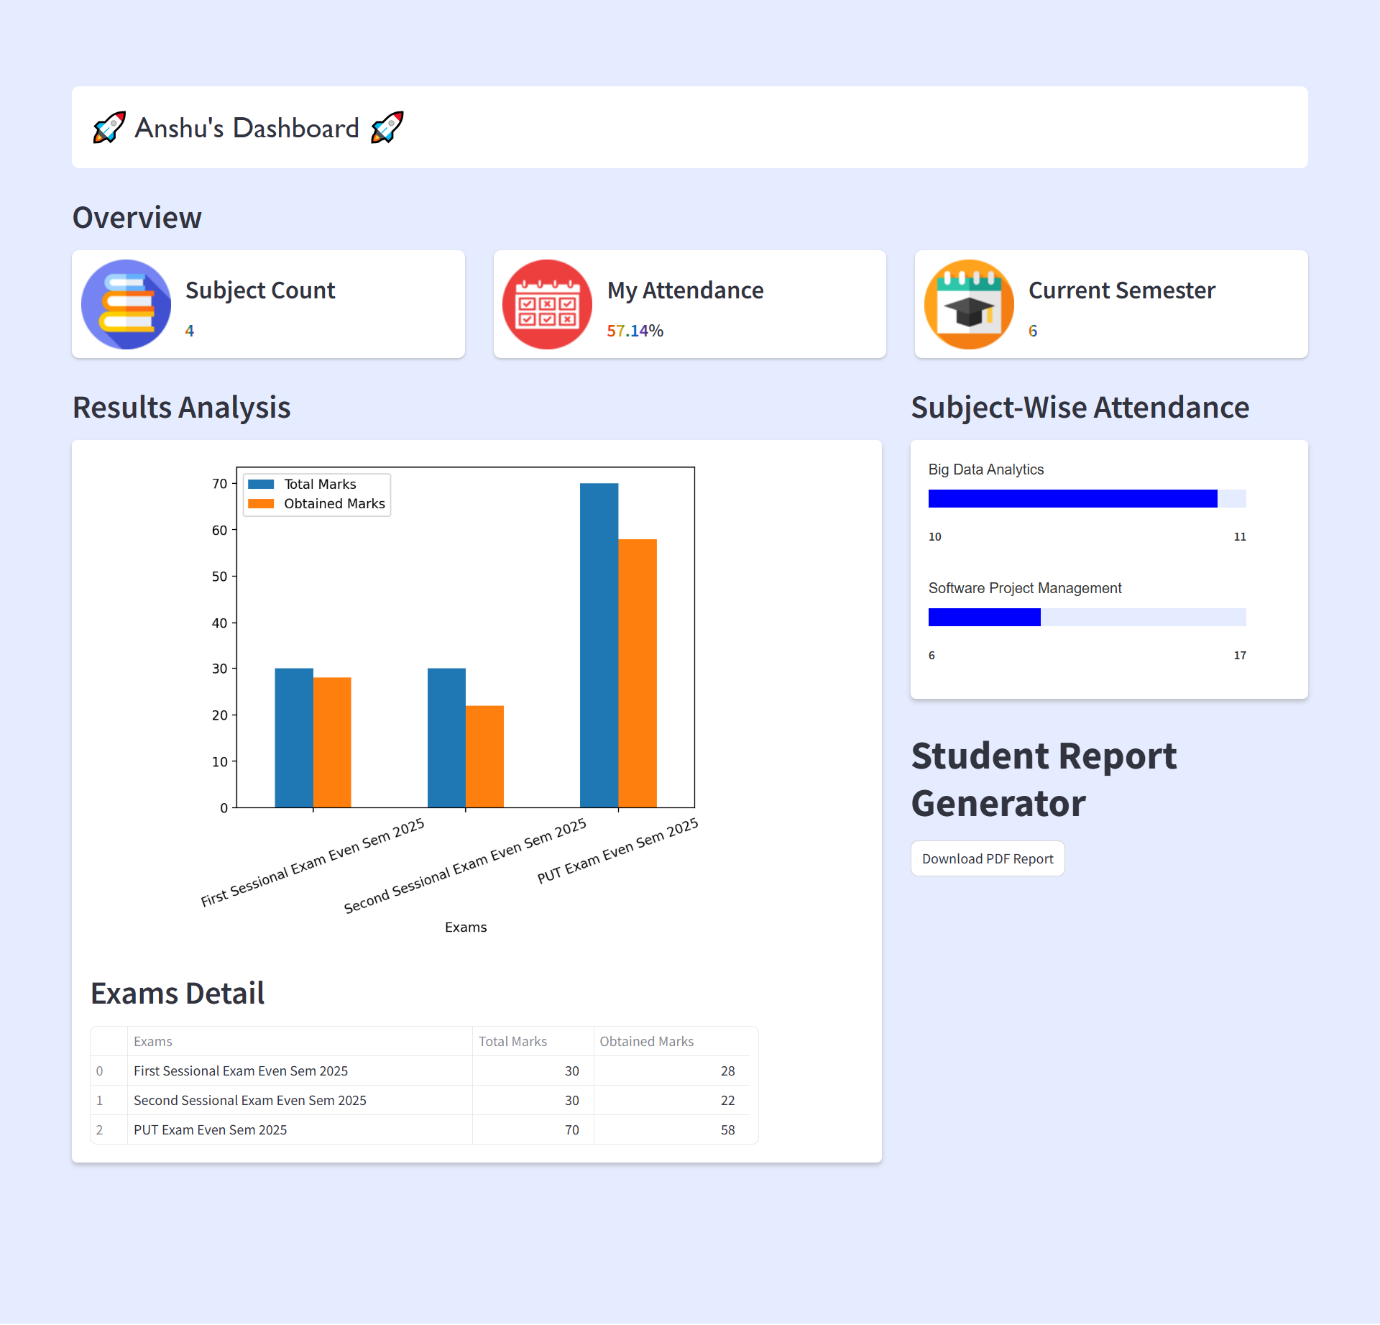 🚀 Anshu's Dashboard 🚀
Overview
Subject Count
4
My Attendance
57.14%
Current Semester
6
Results Analysis
Total Marks
Obtained Marks
70
60
50
40
30
20
10
0
First Sessional Exam Even Sem 2025
Second Sessional Exam Even Sem 2025
PUT Exam Even Sem 2025
Exams
Exams Detail
Exams Total Marks Obtained Marks
0 First Sessional Exam Even Sem 2025 30 28
1 Second Sessional Exam Even Sem 2025 30 22
2 PUT Exam Even Sem 2025 70 58
Subject-Wise Attendance
Big Data Analytics
10 11
Software Project Management
6 17
Student Report
Generator
Download PDF Report